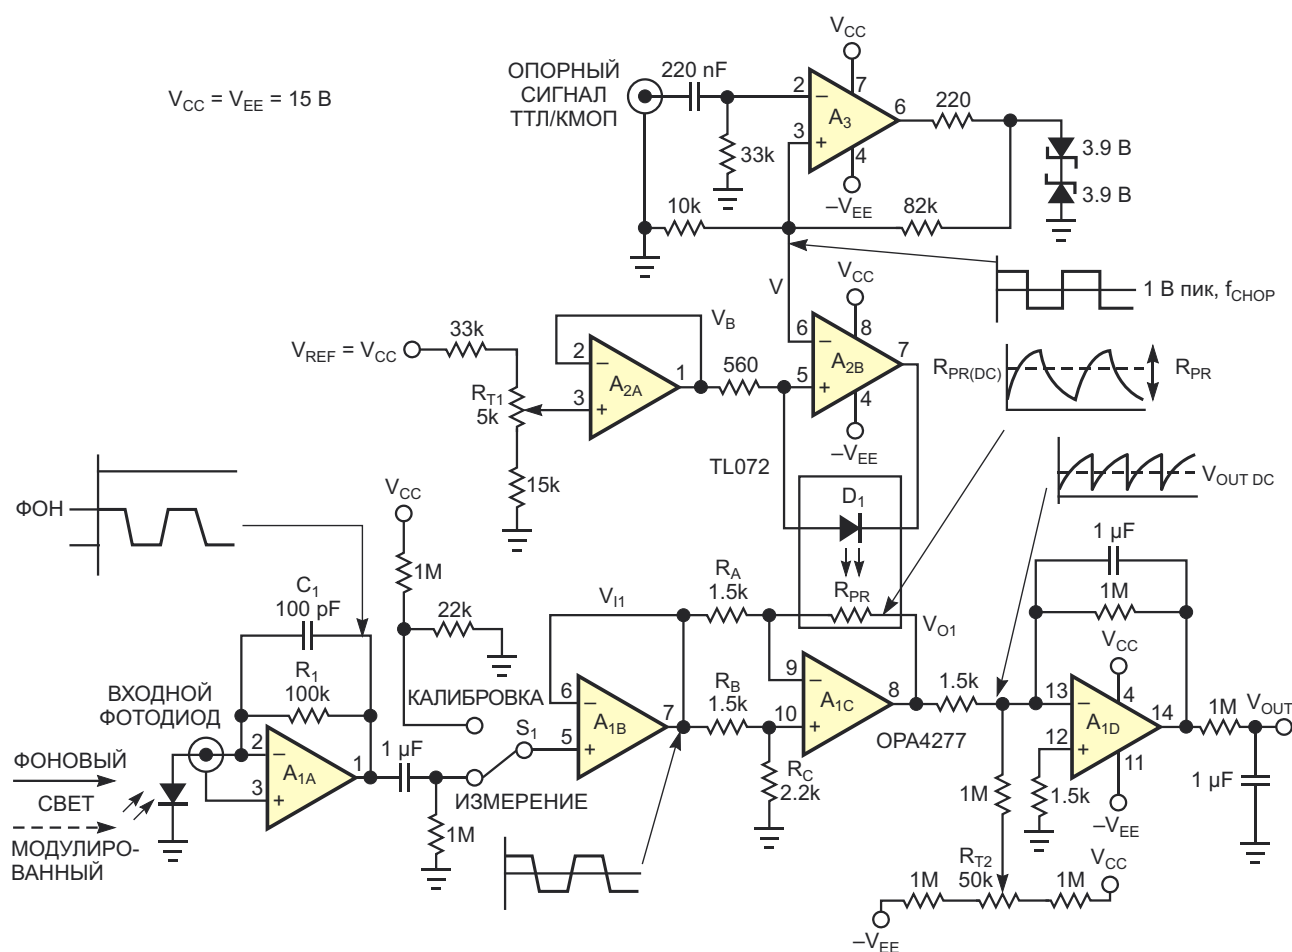 V_CC = V_EE = 15 В
ОПОРНЫЙ
СИГНАЛ
ТТЛ/КМОП
220 nF
V_CC
2
–
A_3
7
6
3
+
4
–V_EE
33k
220
3.9 В
3.9 В
10k
82k
V
V_CC
1 В пик, f_CHOP
V_B
6
–
A_2B
8
7
5
+
4
–V_EE
33k
V_REF = V_CC
2
–
A_2A
1
3
+
560
R_T1
5k
15k
TL072
R_PR(DC)
R_PR
V_OUT DC
D_1
R_PR
ФОН
V_CC
1M
22k
C_1
100 pF
R_1
100k
ВХОДНОЙ
ФОТОДИОД
КАЛИБРОВКА
V_I1
R_A
1.5k
V_O1
1 µF
1M
V_CC
2
–
A_1A
1
3
+
1 µF
S_1
6
–
A_1B
7
5
+
R_B
1.5k
9
–
A_1C
8
10
+
1.5k
OPA4277
13
–
A_1D
4
14
12
+
11
–V_EE
1M
V_OUT
1 µF
ФОНОВЫЙ
СВЕТ
МОДУЛИРО-
ВАННЫЙ
ИЗМЕРЕНИЕ
1M
R_C
2.2k
1M
1.5k
R_T2
50k
1M
1M
V_CC
–V_EE